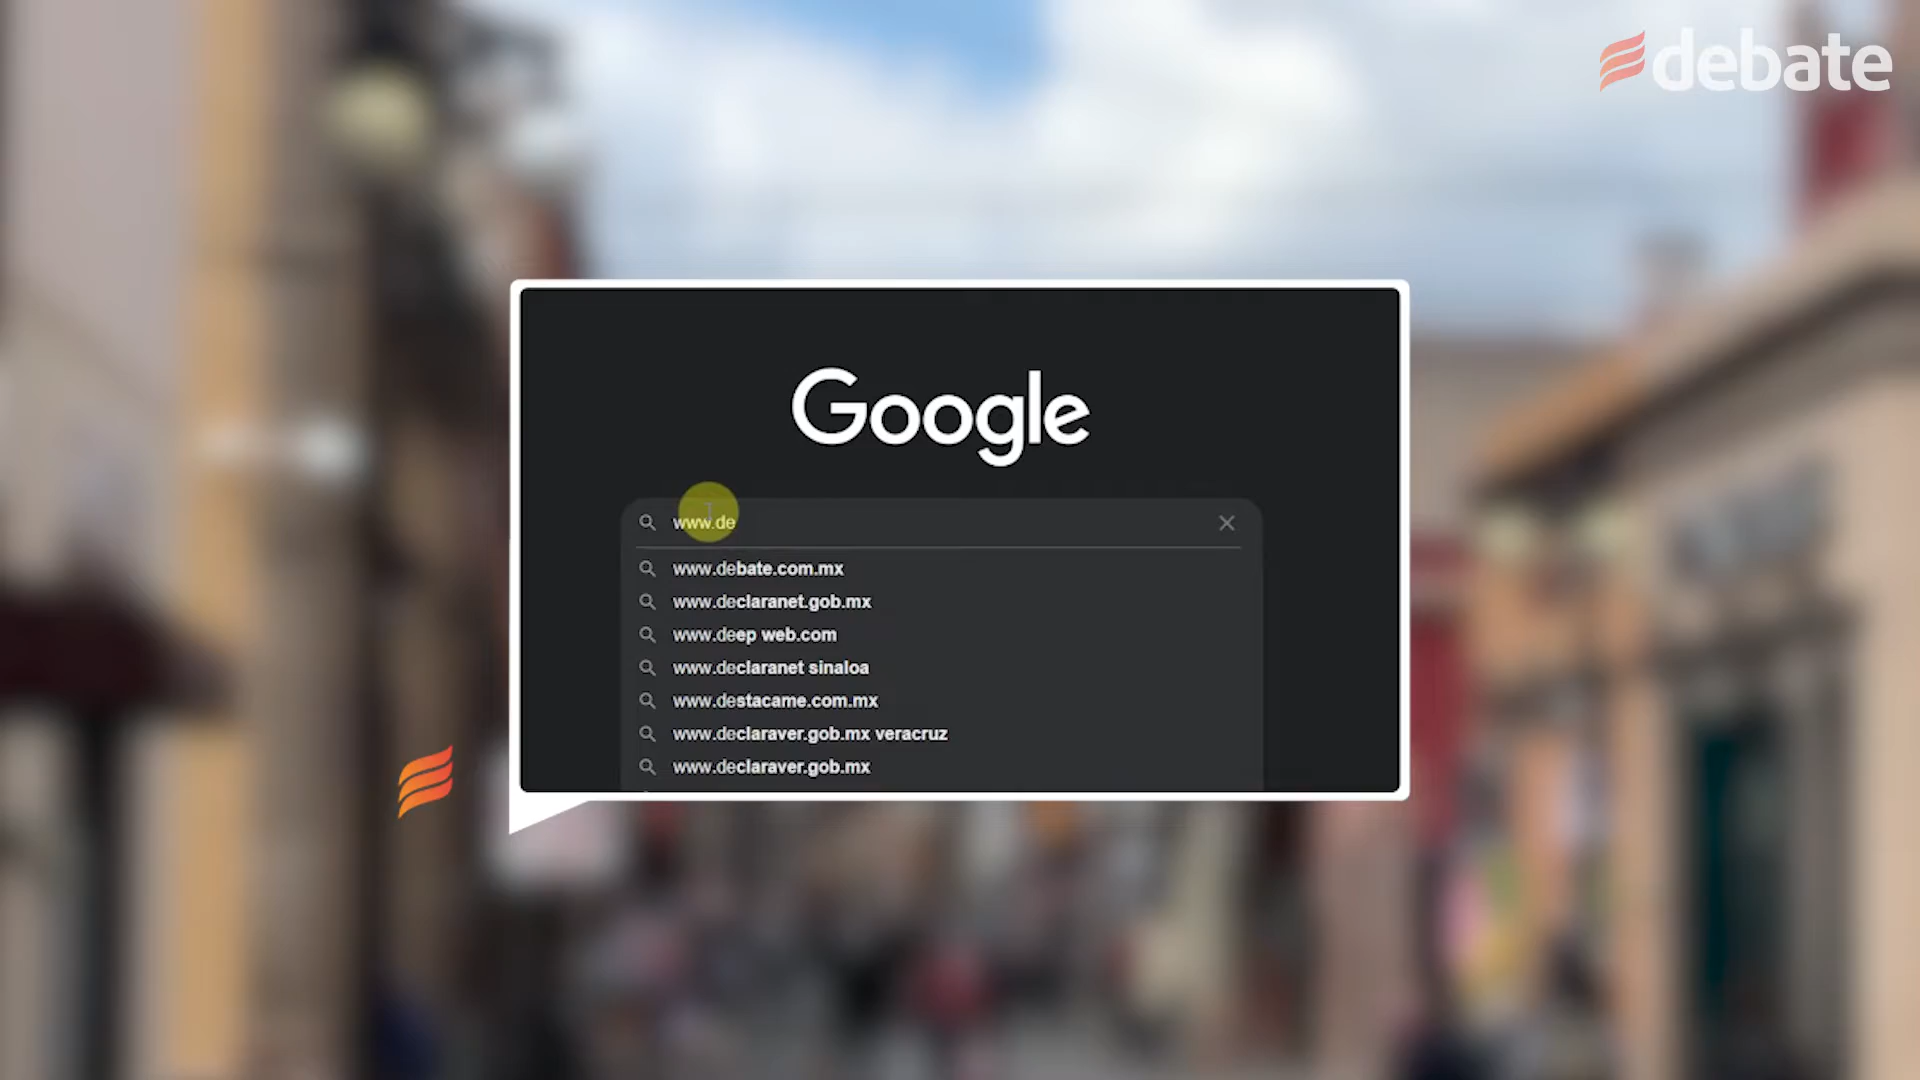 debate
Google
www.de
www.debate.com.mx
www.declaranet.gob.mx
www.deep web.com
www.declaranet sinaloa
www.destacame.com.mx
www.declaraver.gob.mx veracruz
www.declaraver.gob.mx